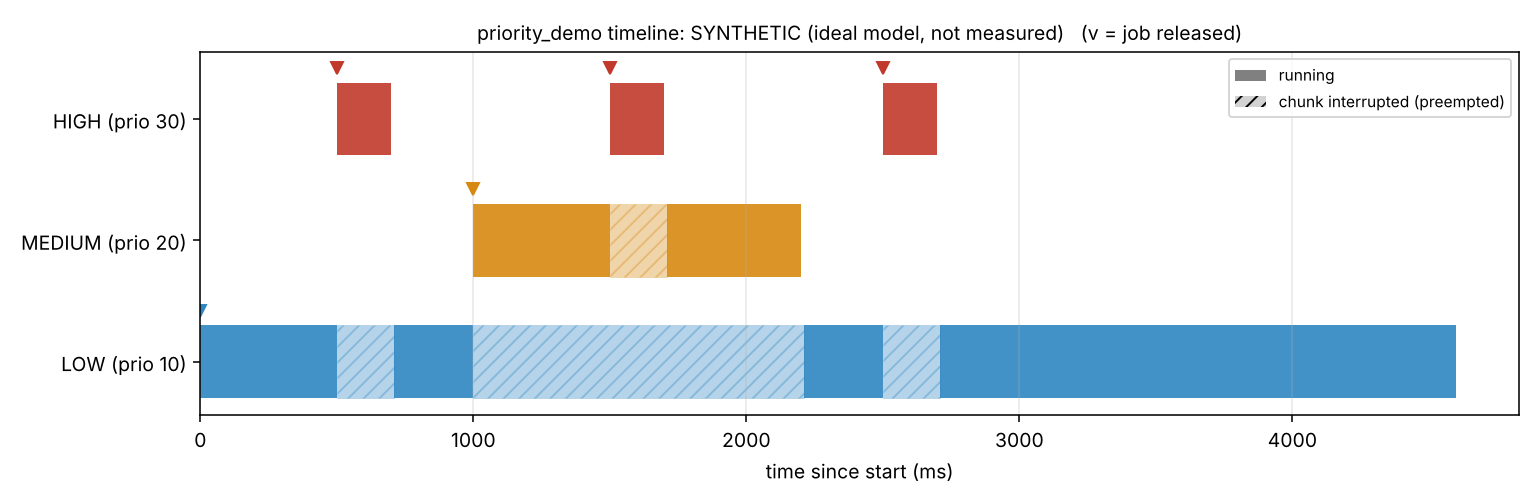 priority_demo timeline: SYNTHETIC (ideal model, not measured)   (v = job released)
running
chunk interrupted (preempted)
HIGH (prio 30)
MEDIUM (prio 20)
LOW (prio 10)
0 1000 2000 3000 4000
time since start (ms)